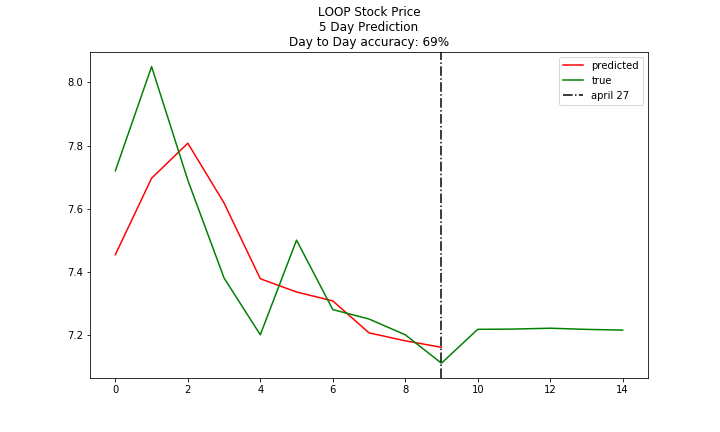 LOOP Stock Price
5 Day Prediction
Day to Day accuracy: 69%
predicted
true
april 27
8.0
7.8
7.6
7.4
7.2
0 2 4 6 8 10 12 14